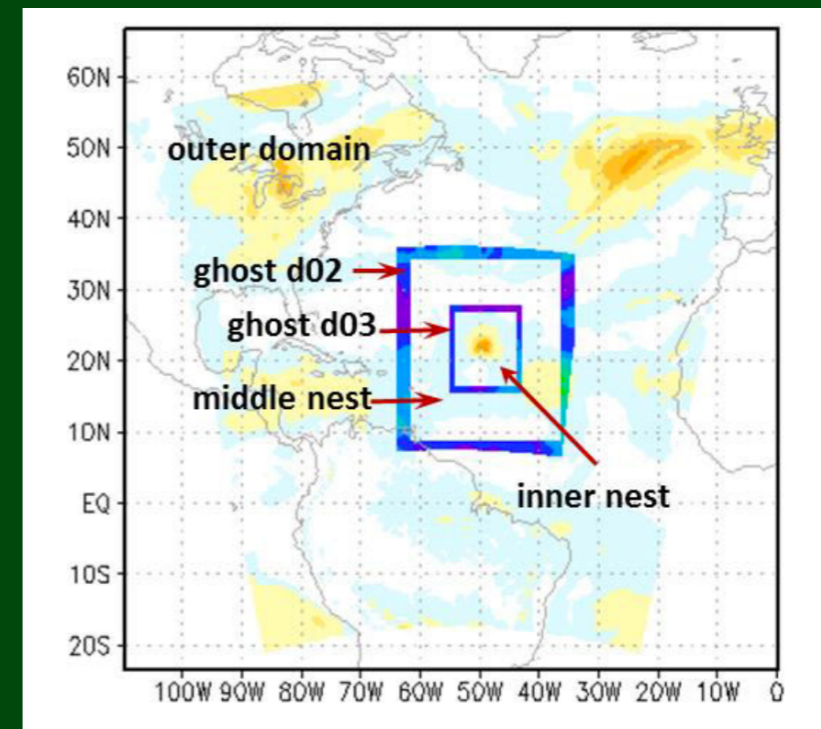 60N
50N
outer domain
40N
ghost d02
30N
ghost d03
20N
middle nest
10N
inner nest
EQ
10S
20S
100W 90W 80W 70W 60W 50W 40W 30W 20W 10W 0